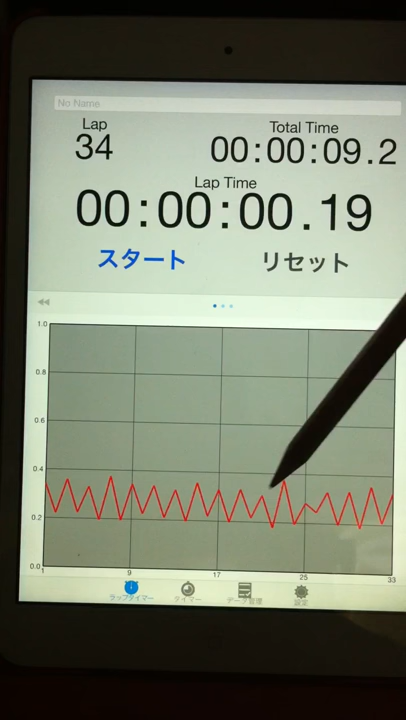 No Name
Lap
34
Total Time
00:00:09.2
Lap Time
00:00:00.19
スタート
リセット
1.0
0.8
0.6
0.4
0.2
0.0
1
9
17
25
33
ラップタイマー
タイマー
データ管理
設定